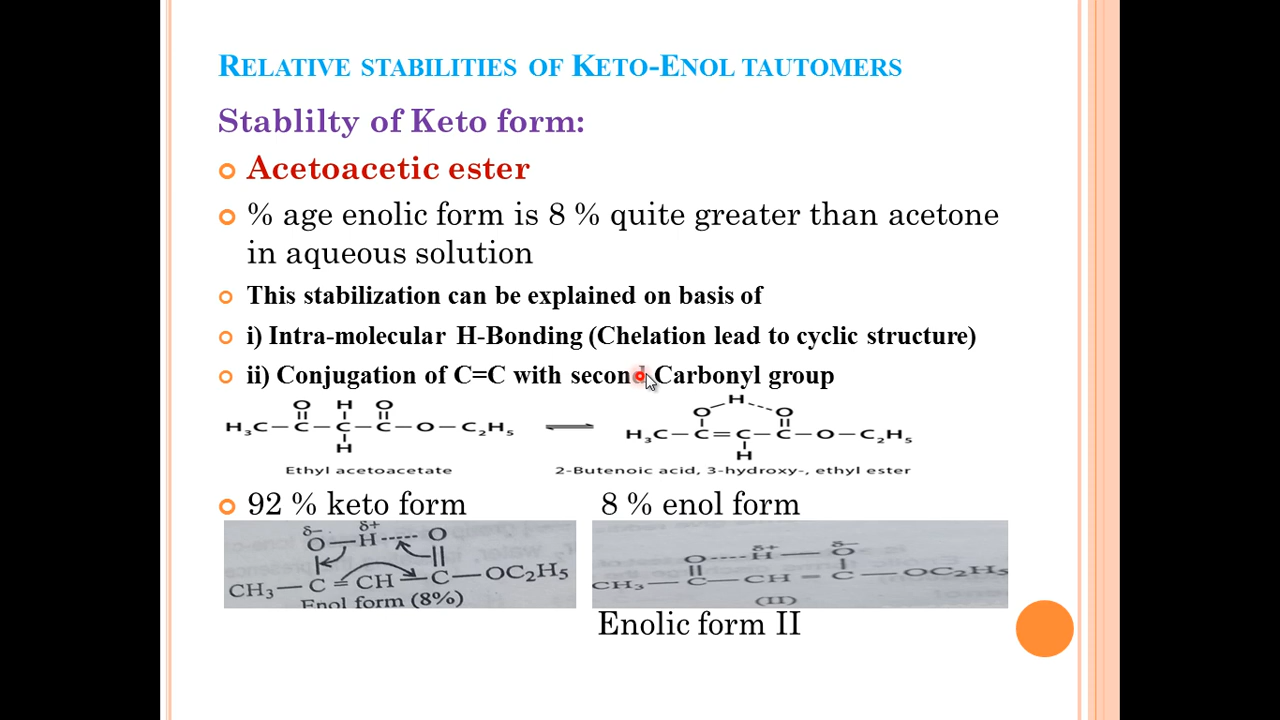 RELATIVE STABILITIES OF KETO-ENOL TAUTOMERS
Stablilty of Keto form:
Acetoacetic ester
% age enolic form is 8 % quite greater than acetone
in aqueous solution
This stabilization can be explained on basis of
i) Intra-molecular H-Bonding (Chelation lead to cyclic structure)
ii) Conjugation of C=C with second Carbonyl group
O H O
H₃C—C—C—C—O—C₂H₅
H
Ethyl acetoacetate
H
O O
H₃C—C=C—C—O—C₂H₅
H
2-Butenoic acid, 3-hydroxy-, ethyl ester
92 % keto form 8 % enol form
δ– δ+
O—H-----O
CH₃—C=CH—C—OC₂H₅
Enol form (8%)
δ+ δ–
O----H—O
CH₃—C—CH=C—OC₂H₅
(II)
Enolic form II